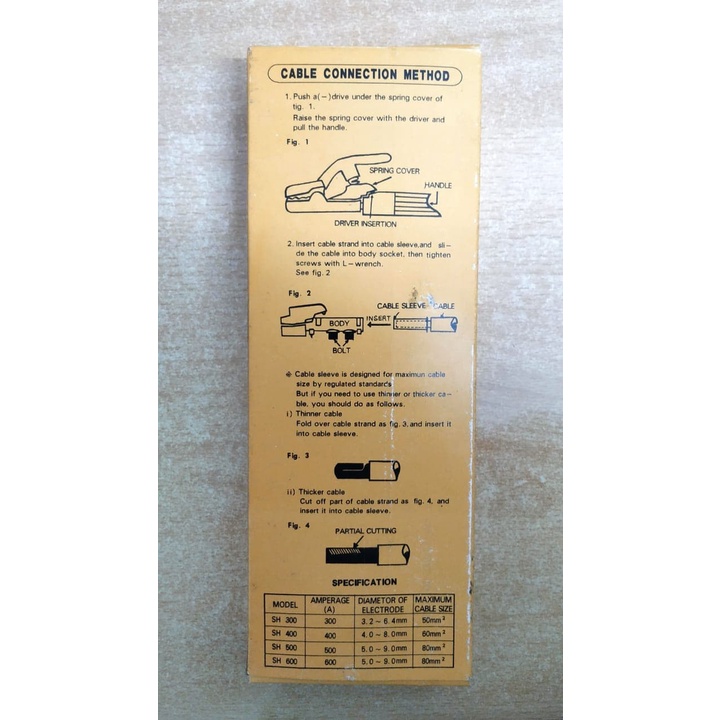 CABLE CONNECTION METHOD
1. Push a(−)drive under the spring cover of
tig. 1.
Raise the spring cover with the driver and
pull the handle.
Fig. 1
SPRING COVER
HANDLE
DRIVER INSERTION
2. Insert cable strand into cable sleeve,and sli−
de the cable into body socket, then tighten
screws with L−wrench.
See fig. 2
Fig. 2
CABLE SLEEVE CABLE
INSERT
BODY
BOLT
※ Cable sleeve is designed for maximun cable
size by regulated standards
But if you need to use thinner or thicker ca−
ble, you should do as follows.
i) Thinner cable
Fold over cable strand as fig. 3, and insert it
into cable sleeve.
Fig. 3
ii) Thicker cable
Cut off part of cable strand as fig. 4, and
insert it into cable sleeve.
Fig. 4
PARTIAL CUTTING
SPECIFICATION
MODEL AMPERAGE (A) DIAMETOR OF ELECTRODE MAXIMUM CABLE SIZE
SH 300 300 3.2 ~ 6.4mm 50mm²
SH 400 400 4.0 ~ 8.0mm 60mm²
SH 500 500 5.0 ~ 9.0mm 80mm²
SH 600 600 5.0 ~ 9.0mm 80mm²